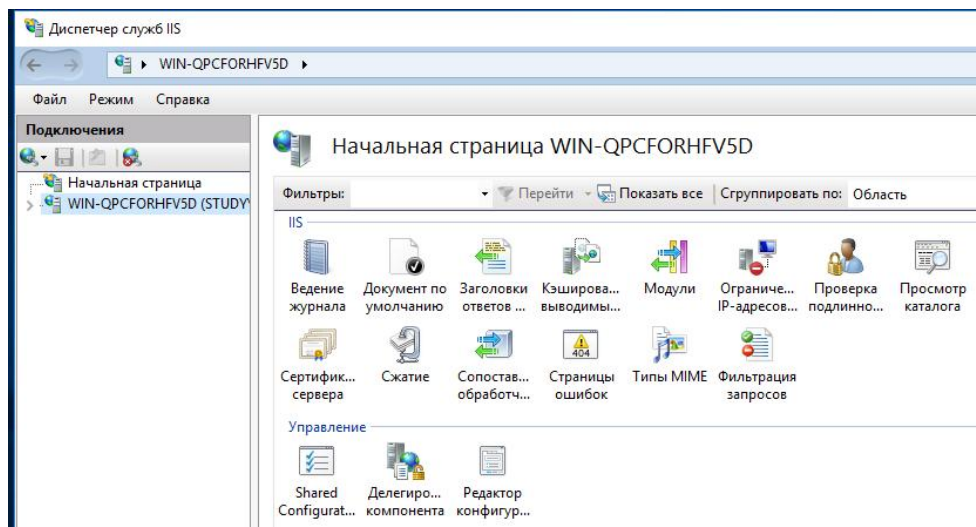 Диспетчер служб IIS
WIN-QPCFORHFV5D
Файл Режим Справка
Подключения
Начальная страница
WIN-QPCFORHFV5D (STUDY
Начальная страница WIN-QPCFORHFV5D
Фильтры: Перейти Показать все Сгруппировать по: Область
IIS
Ведение журнала
Документ по умолчанию
Заголовки ответов ...
Кэширова... выводимы...
Модули
Ограниче... IP-адресов...
Проверка подлинно...
Просмотр каталога
Сертифик... сервера
Сжатие
Сопостав... обработч...
404
Страницы ошибок
Типы MIME
Фильтрация запросов
Управление
Shared Configurat...
Делегиро... компонента
Редактор конфигур...